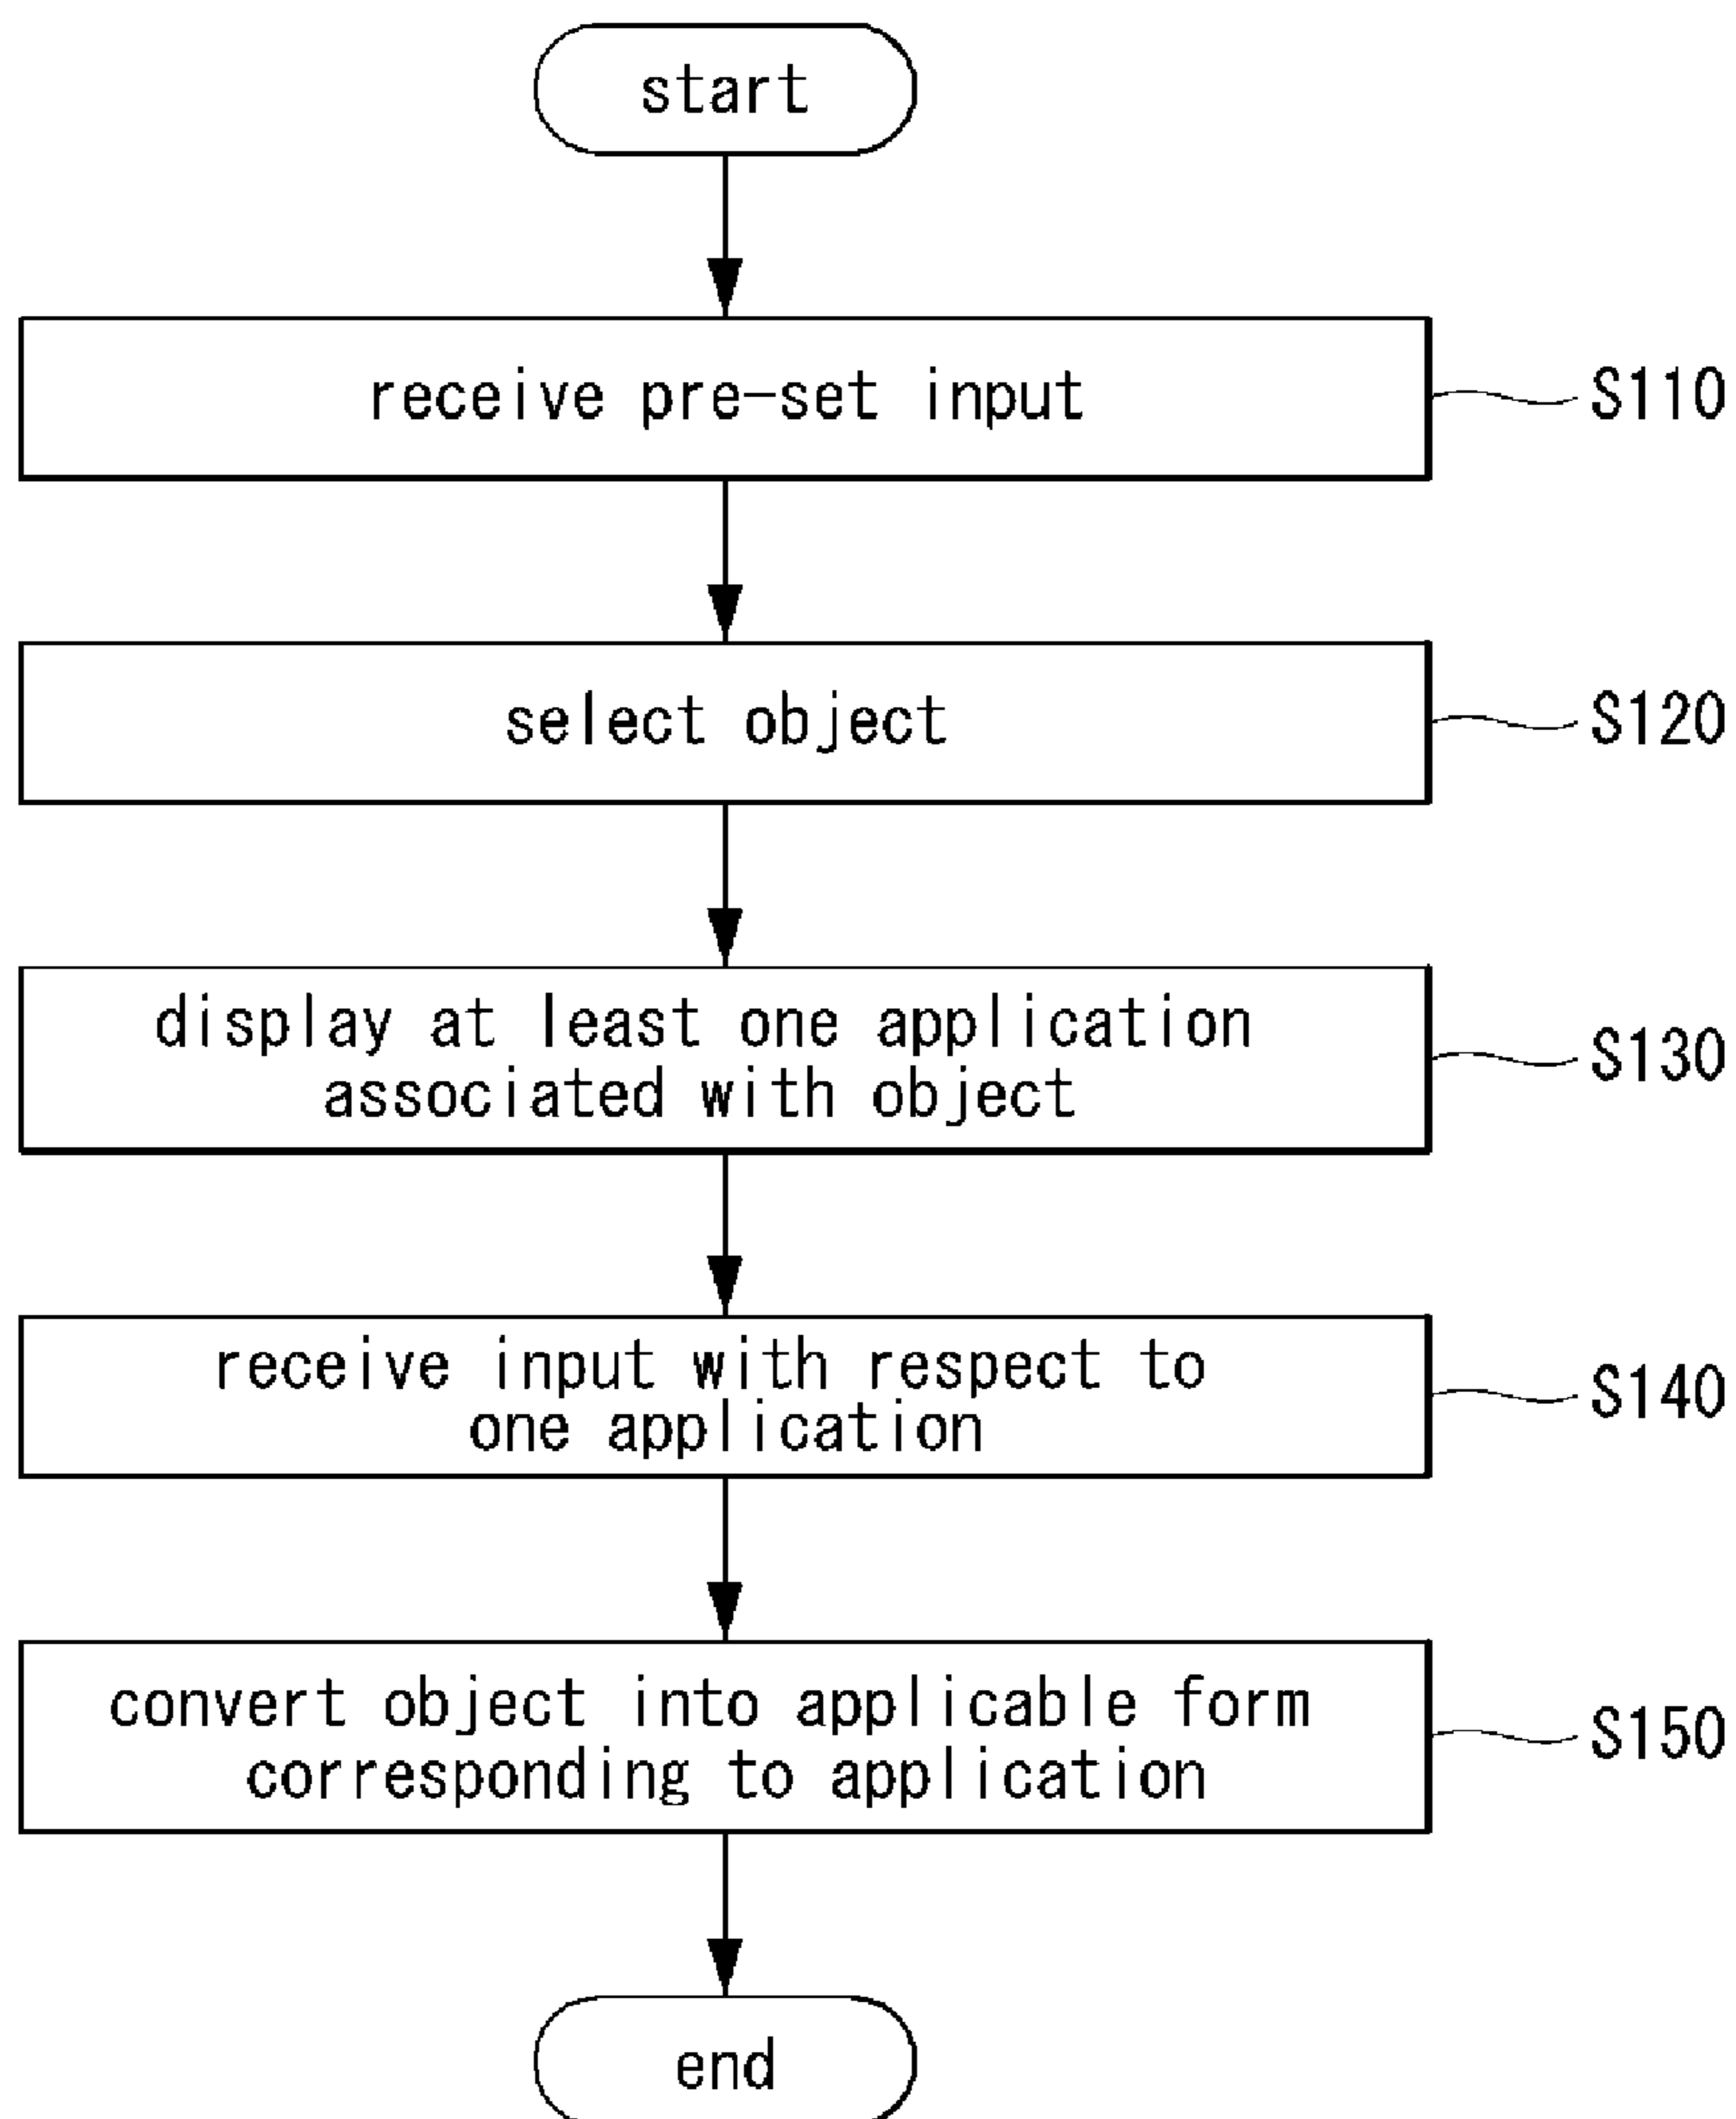 start
receive pre-set input
S110
select object
S120
display at least one application
associated with object
S130
receive input with respect to
one application
S140
convert object into applicable form
corresponding to application
S150
end